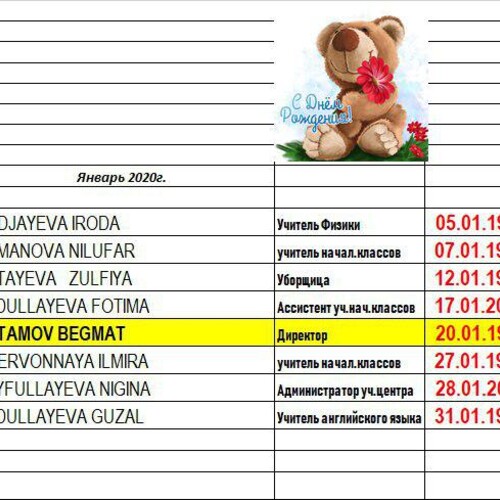 С Днём
Рождения!
Январь 2020г.
DJAYEVA IRODA Учитель Физики 05.01.19
MANOVA NILUFAR учитель начал.классов 07.01.19
TAYEVA ZULFIYA Уборщица 12.01.19
DULLAYEVA FOTIMA Ассистент уч.нач.классов 17.01.20
TAMOV BEGMAT Директор 20.01.19
ERVONNAYA ILMIRA учитель начал.классов 27.01.19
YFULLAYEVA NIGINA Администратор уч.центра 28.01.20
DULLAYEVA GUZAL Учитель английского языка 31.01.19